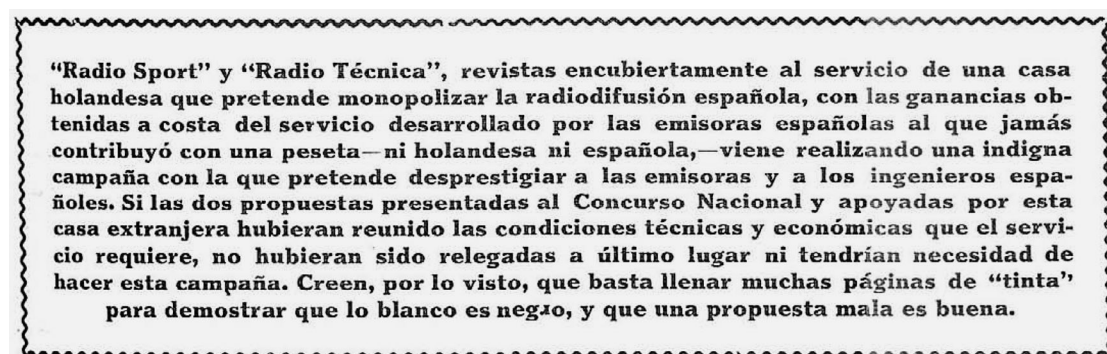 “Radio Sport” y “Radio Técnica”, revistas encubiertamente al servicio de una casa
holandesa que pretende monopolizar la radiodifusión española, con las ganancias ob-
tenidas a costa del servicio desarrollado por las emisoras españolas al que jamás
contribuyó con una peseta—ni holandesa ni española,—viene realizando una indigna
campaña con la que pretende desprestigiar a las emisoras y a los ingenieros espa-
ñoles. Si las dos propuestas presentadas al Concurso Nacional y apoyadas por esta
casa extranjera hubieran reunido las condiciones técnicas y económicas que el servi-
cio requiere, no hubieran sido relegadas a último lugar ni tendrían necesidad de
hacer esta campaña. Creen, por lo visto, que basta llenar muchas páginas de “tinta”
para demostrar que lo blanco es negro, y que una propuesta mala es buena.